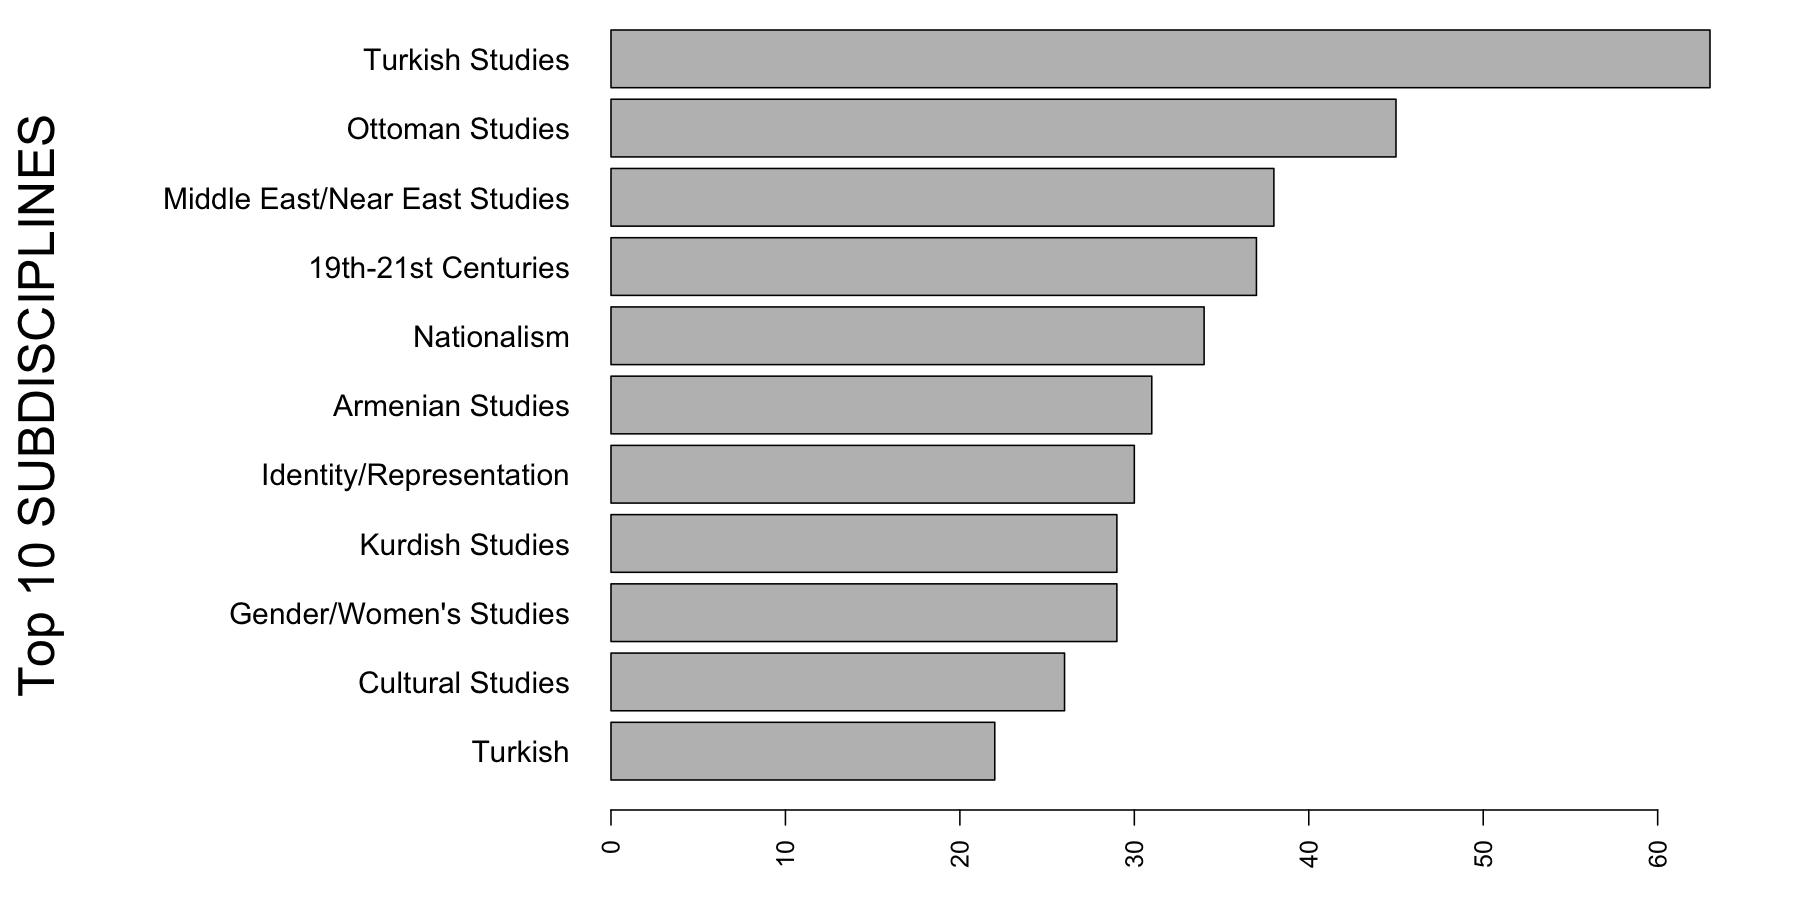 Top 10 SUBDISCIPLINES
Turkish Studies
Ottoman Studies
Middle East/Near East Studies
19th-21st Centuries
Nationalism
Armenian Studies
Identity/Representation
Kurdish Studies
Gender/Women's Studies
Cultural Studies
Turkish
0
10
20
30
40
50
60